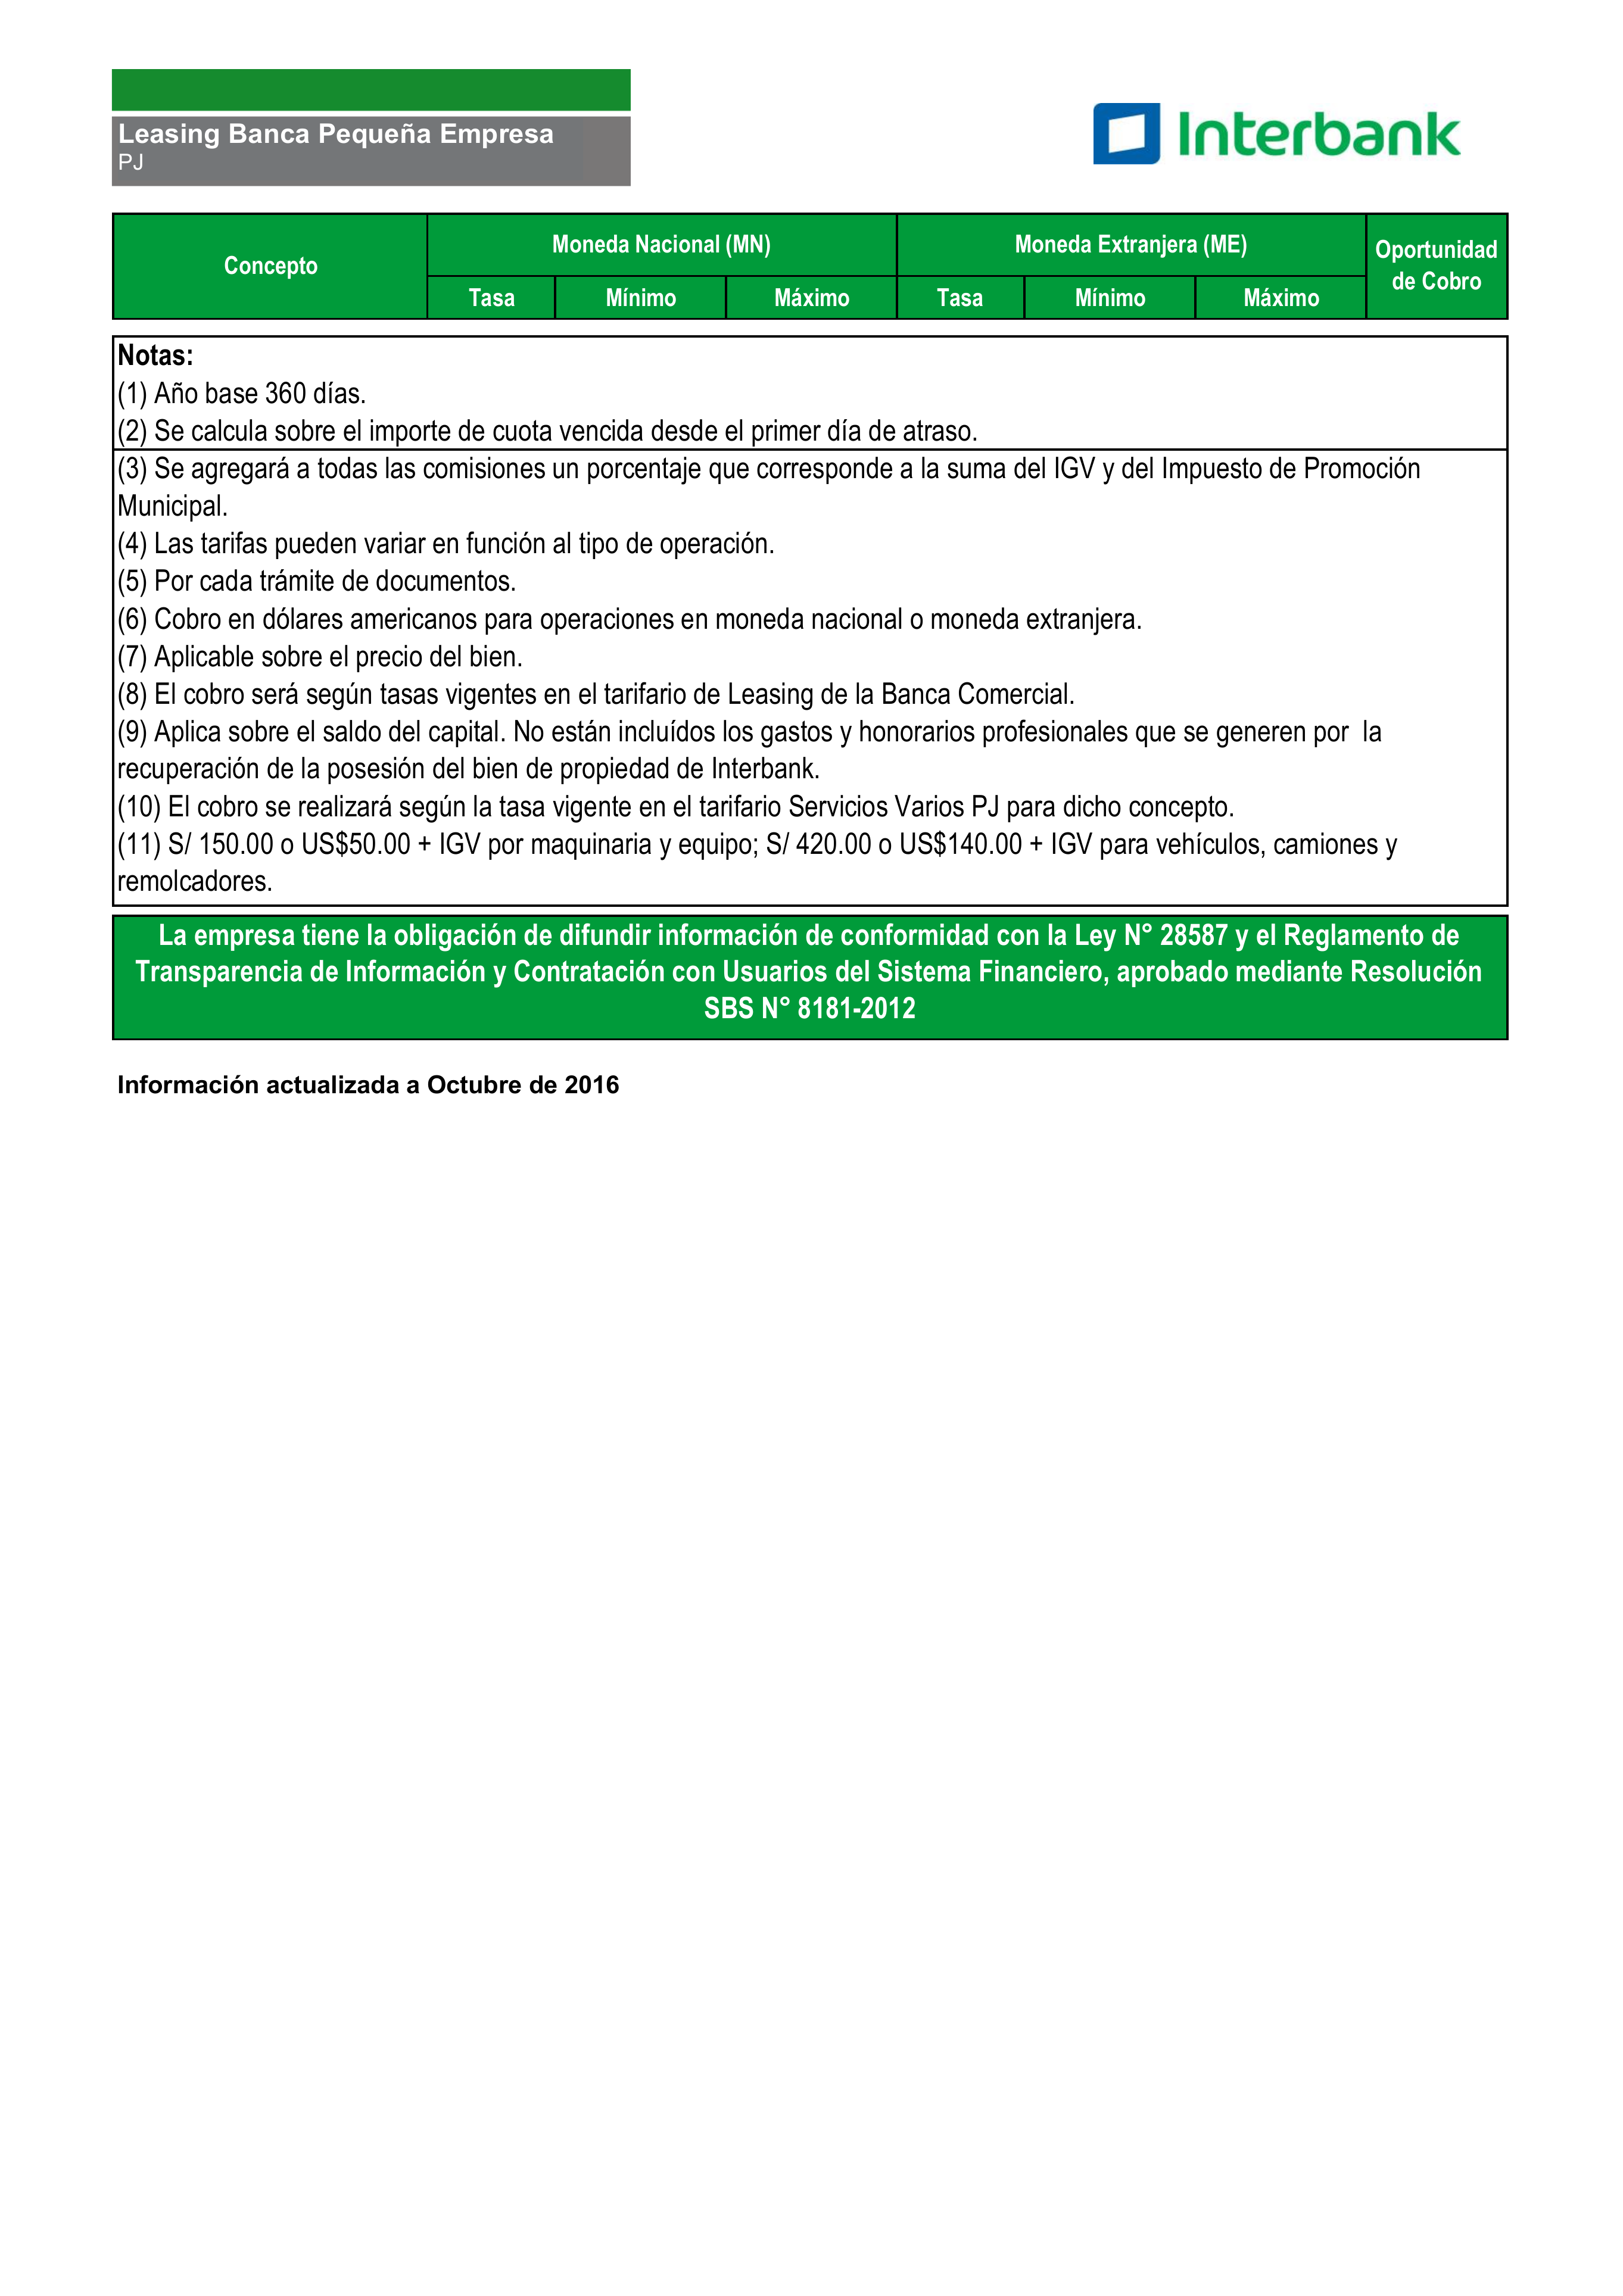 Leasing Banca Pequeña Empresa
PJ
Interbank
Concepto
Moneda Nacional (MN)
Moneda Extranjera (ME)
Oportunidad
de Cobro
Tasa
Mínimo
Máximo
Tasa
Mínimo
Máximo
Notas:
(1) Año base 360 días.
(2) Se calcula sobre el importe de cuota vencida desde el primer día de atraso.
(3) Se agregará a todas las comisiones un porcentaje que corresponde a la suma del IGV y del Impuesto de Promoción
Municipal.
(4) Las tarifas pueden variar en función al tipo de operación.
(5) Por cada trámite de documentos.
(6) Cobro en dólares americanos para operaciones en moneda nacional o moneda extranjera.
(7) Aplicable sobre el precio del bien.
(8) El cobro será según tasas vigentes en el tarifario de Leasing de la Banca Comercial.
(9) Aplica sobre el saldo del capital. No están incluídos los gastos y honorarios profesionales que se generen por  la
recuperación de la posesión del bien de propiedad de Interbank.
(10) El cobro se realizará según la tasa vigente en el tarifario Servicios Varios PJ para dicho concepto.
(11) S/ 150.00 o US$50.00 + IGV por maquinaria y equipo; S/ 420.00 o US$140.00 + IGV para vehículos, camiones y
remolcadores.
La empresa tiene la obligación de difundir información de conformidad con la Ley N° 28587 y el Reglamento de
Transparencia de Información y Contratación con Usuarios del Sistema Financiero, aprobado mediante Resolución
SBS N° 8181-2012
Información actualizada a Octubre de 2016